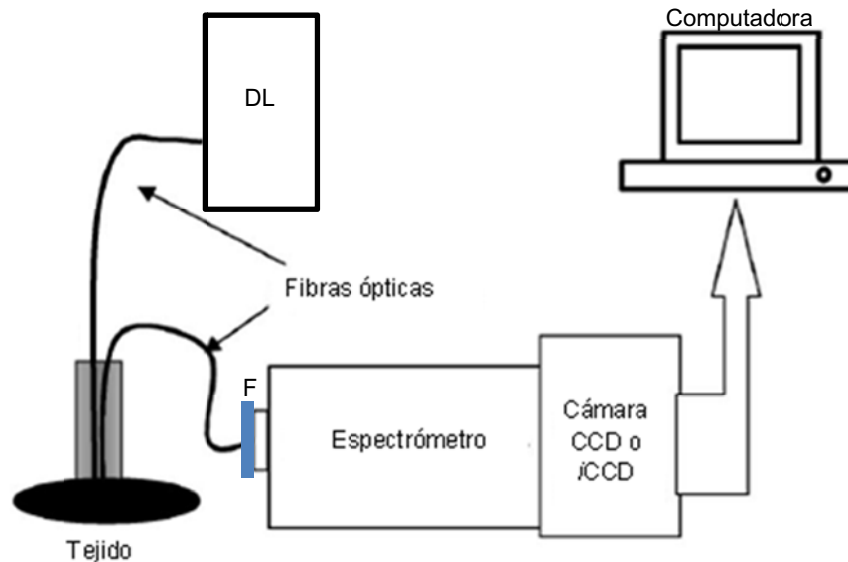 Computadora
DL
Fibras ópticas
F
Espectrómetro
Cámara
CCD o
iCCD
Tejido